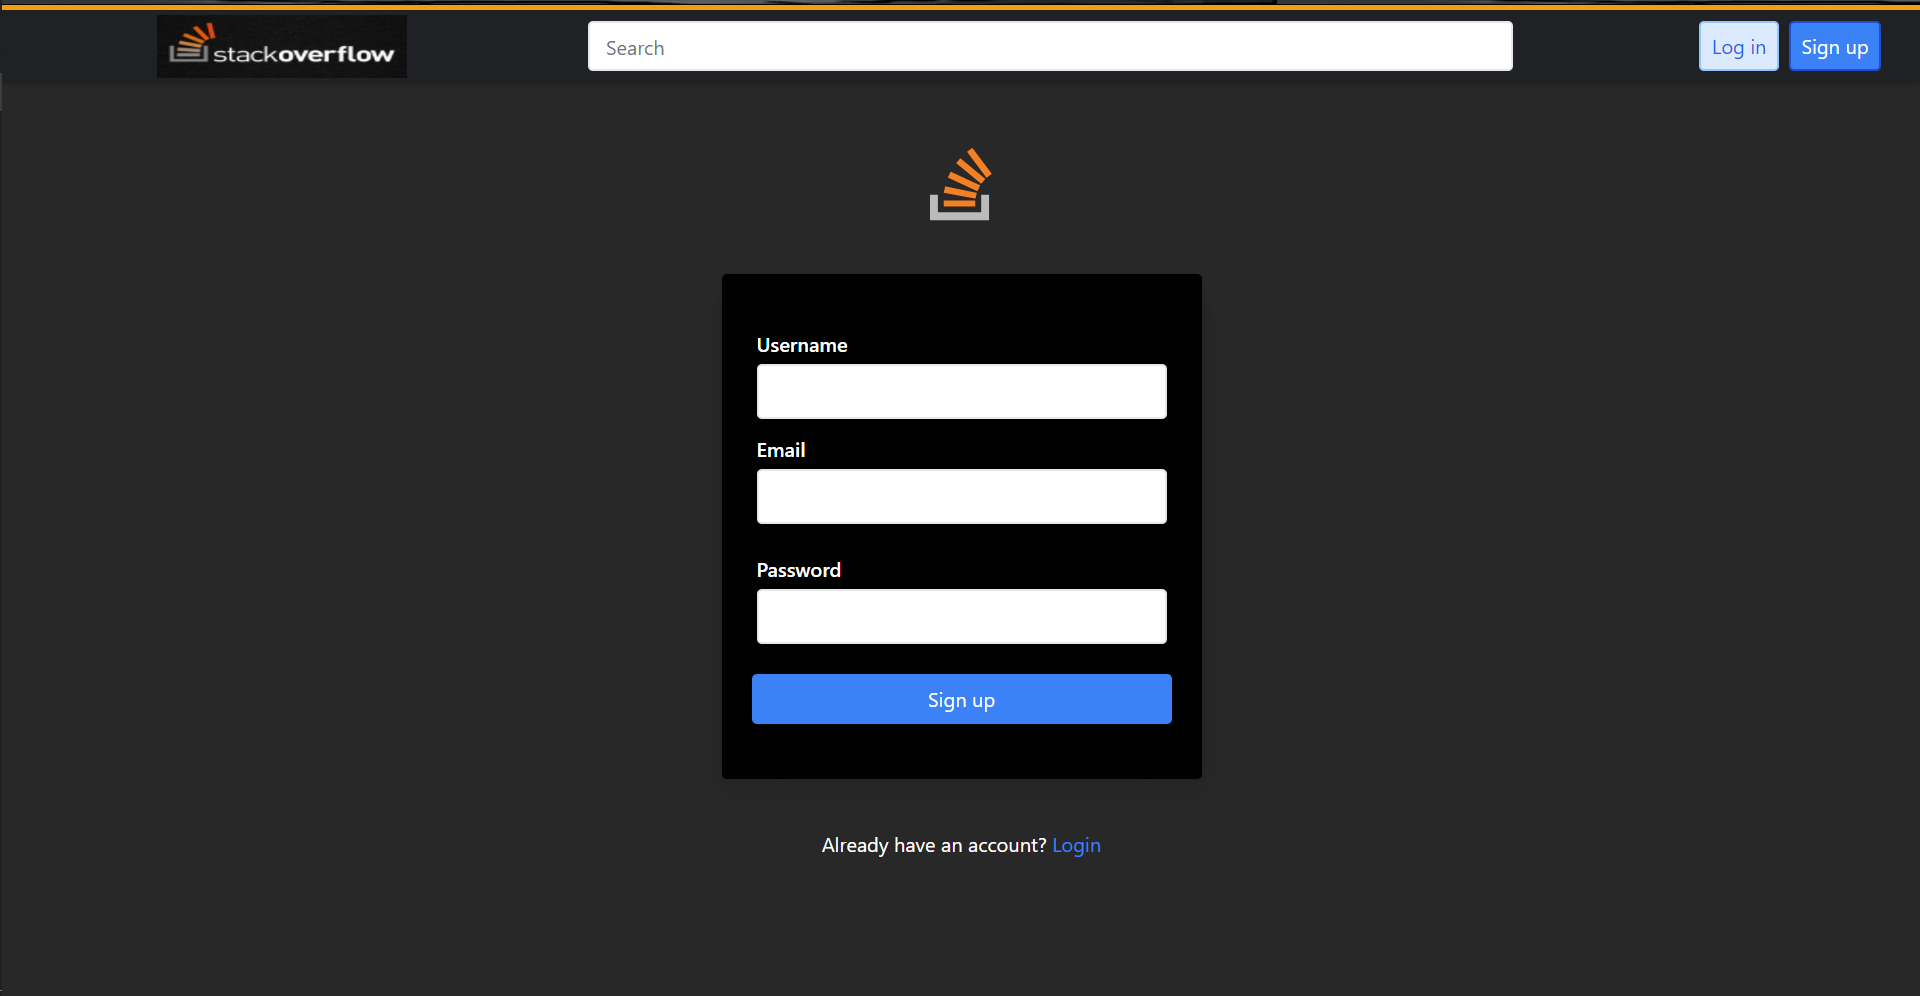 stackoverflow
Search
Log in
Sign up
Username
Email
Password
Sign up
Already have an account? Login